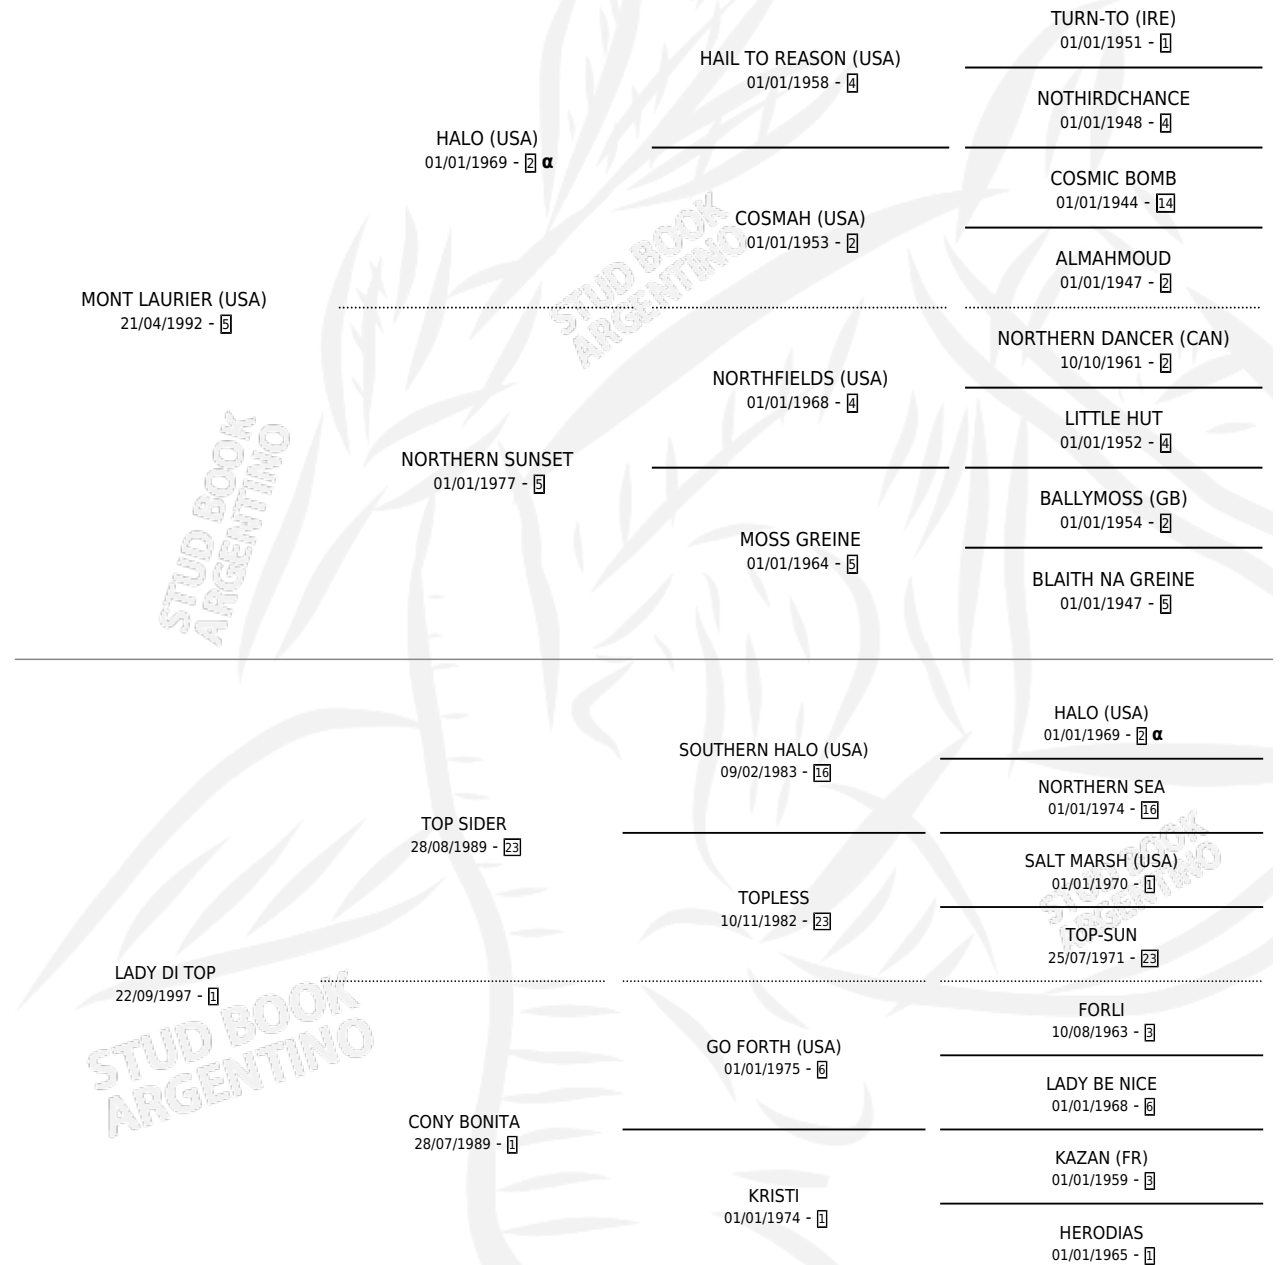 TURN-TO (IRE)
01/01/1951 - 1
HAIL TO REASON (USA)
01/01/1958 - 4
NOTHIRDCHANCE
01/01/1948 - 4
HALO (USA)
01/01/1969 - 2 α
COSMIC BOMB
01/01/1944 - 14
COSMAH (USA)
01/01/1953 - 2
ALMAHMOUD
01/01/1947 - 2
MONT LAURIER (USA)
21/04/1992 - 5
NORTHERN DANCER (CAN)
10/10/1961 - 2
NORTHFIELDS (USA)
01/01/1968 - 4
LITTLE HUT
01/01/1952 - 4
NORTHERN SUNSET
01/01/1977 - 5
BALLYMOSS (GB)
01/01/1954 - 2
MOSS GREINE
01/01/1964 - 5
BLAITH NA GREINE
01/01/1947 - 5
HALO (USA)
01/01/1969 - 2 α
SOUTHERN HALO (USA)
09/02/1983 - 16
NORTHERN SEA
01/01/1974 - 16
TOP SIDER
28/08/1989 - 23
SALT MARSH (USA)
01/01/1970 - 1
TOPLESS
10/11/1982 - 23
TOP-SUN
25/07/1971 - 23
LADY DI TOP
22/09/1997 - 1
FORLI
10/08/1963 - 3
GO FORTH (USA)
01/01/1975 - 6
LADY BE NICE
01/01/1968 - 6
CONY BONITA
28/07/1989 - 1
KAZAN (FR)
01/01/1959 - 3
KRISTI
01/01/1974 - 1
HERODIAS
01/01/1965 - 1
STUD BOOK
ARGENTINO
STUD BOOK
ARGENTINO
STUD BOOK
ARGENTINO
STUD BOOK
ARGENTINO